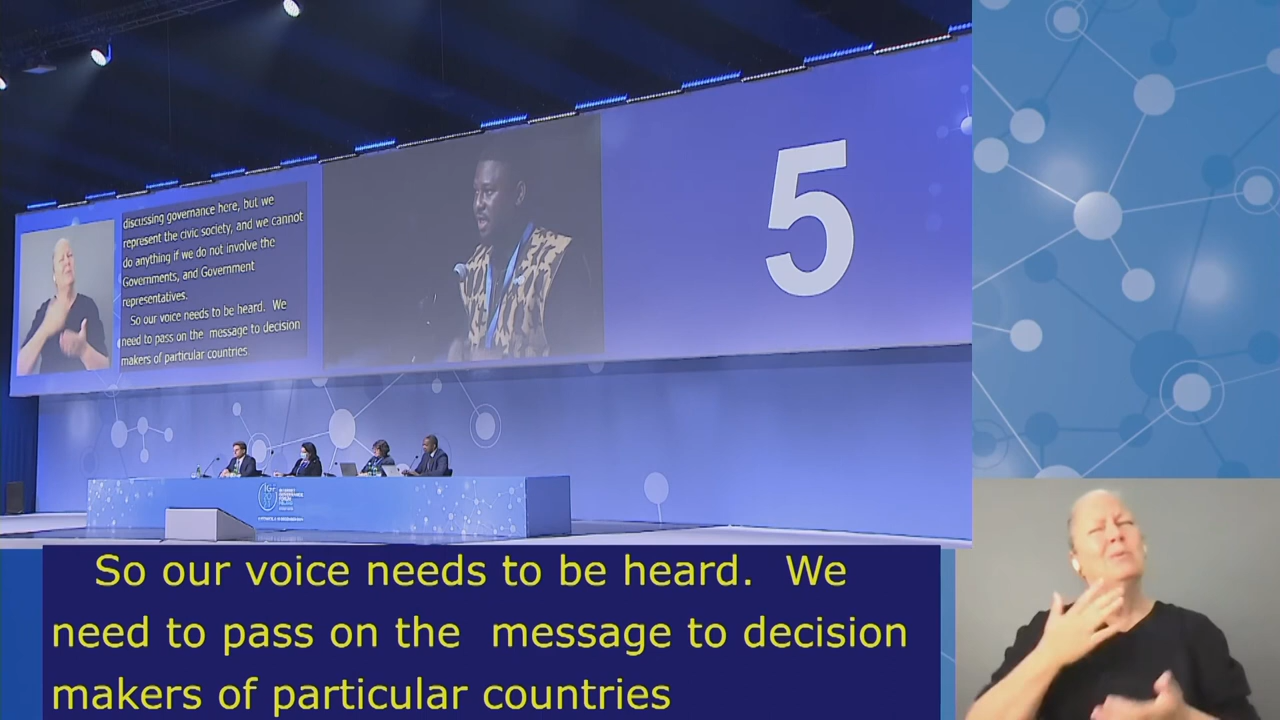 discussing governance here, but we
represent the civic society, and we cannot
do anything if we do not involve the
Governments, and Government
representatives.
So our voice needs to be heard.  We
need to pass on the  message to decision
makers of particular countries
5
So our voice needs to be heard.  We
need to pass on the  message to decision
makers of particular countries